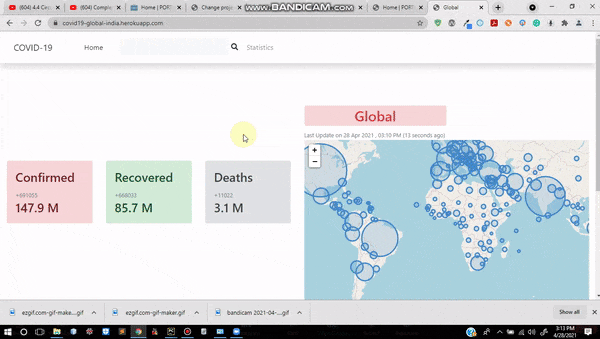 (604) 4.4 Cre
(604) Comple
Home | PORT
Change proje
www.BANDICAM.com
Home | PORT
Global
covid19-global-india.herokuapp.com
COVID-19
Home
Statistics
Global
Last Update on 28 Apr 2021 , 03:10 PM (13 seconds ago)
+
−
Confirmed
+691055
147.9 M
Recovered
+668033
85.7 M
Deaths
+11022
3.1 M
ezgif.com-gif-make....gif
ezgif.com-gif-maker.gif
bandicam 2021-04-....gif
Show all
3:13 PM
4/28/2021